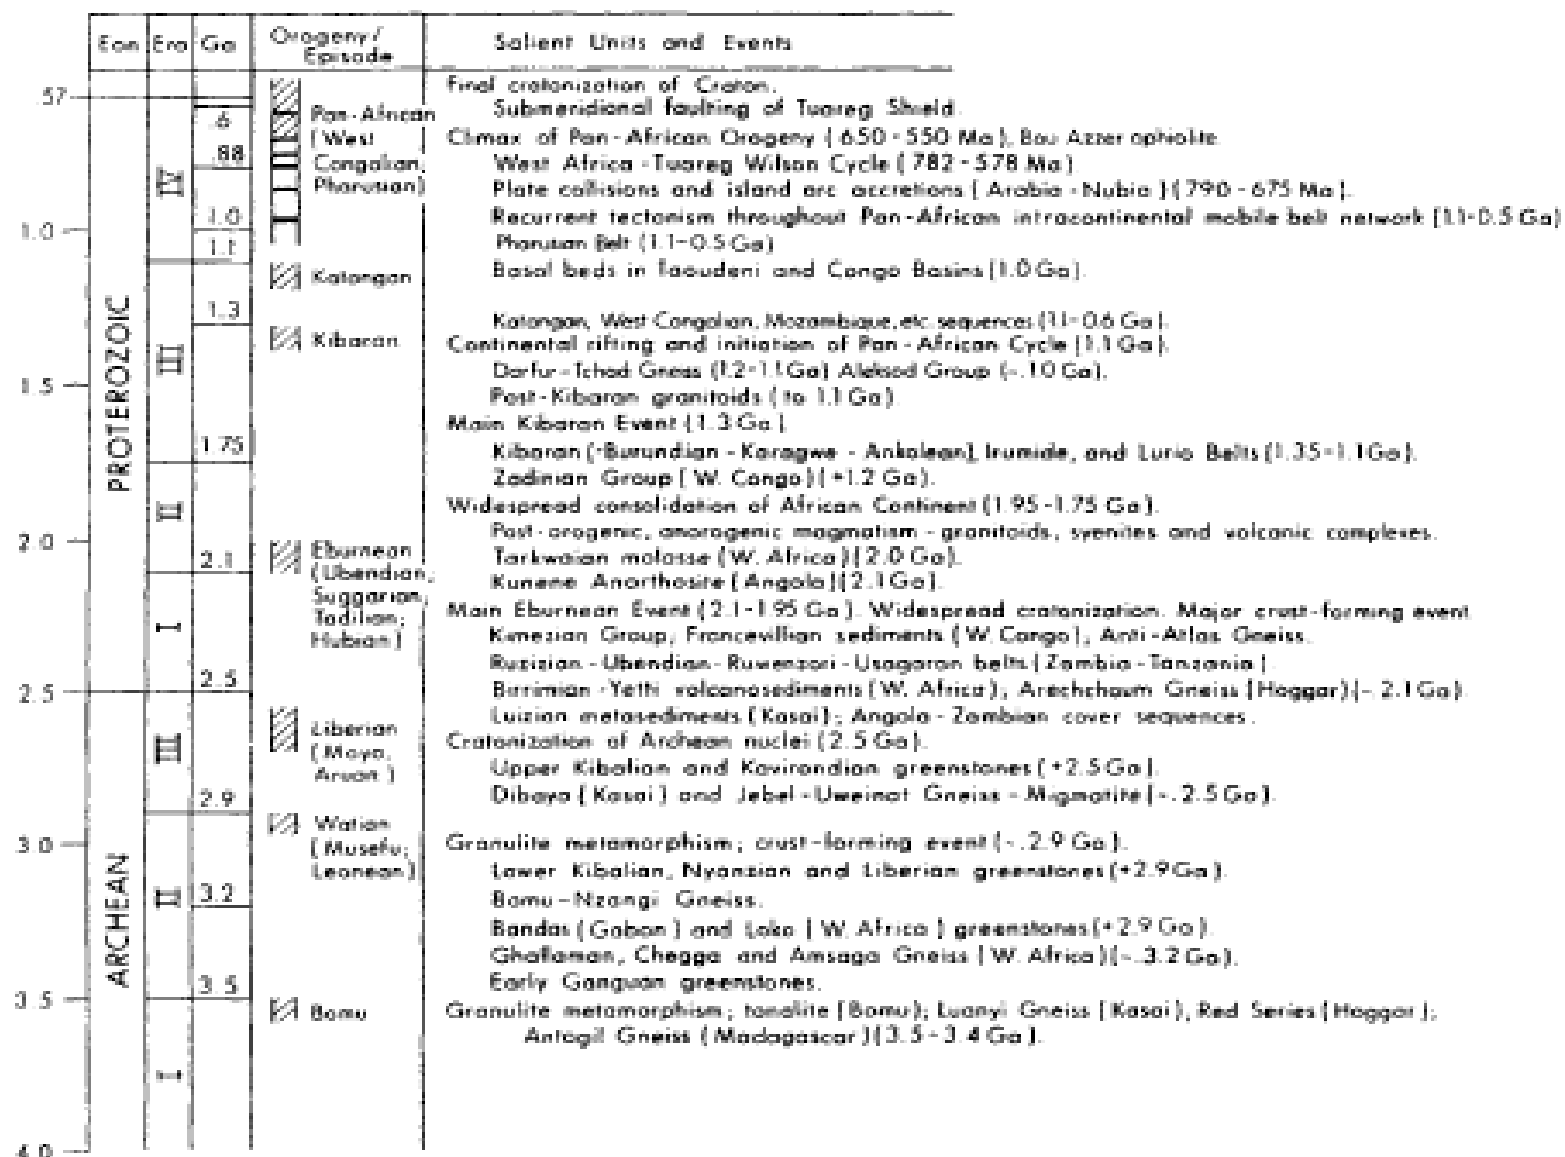 Eon Era Ga Orogeny/ Episode Salient Units and Events
.57
1.0
1.5
2.0
2.5
3.0
3.5
4.0
PROTEROZOIC
ARCHEAN
IV
III
II
I
III
II
I
.6
.88
1.0
1.1
1.3
1.75
2.1
2.5
2.9
3.2
3.5
Pan-African
(West
Congolian,
Pharusian)
Katangan
Kibaran
Eburnean
(Ubendian;
Suggarian,
Tadilian;
Hubian)
Liberian
(Moyo,
Aruan)
Watian
(Musefu;
Leonean)
Bomu
Final cratonization of Craton.
Submeridional faulting of Tuareg Shield.
Climax of Pan-African Orogeny (650-550 Ma), Bou Azzer ophiolite.
West Africa-Tuareg Wilson Cycle (782-578 Ma)
Plate collisions and island arc accretions (Arabia-Nubia)(790-675 Ma).
Recurrent tectonism throughout Pan-African intracontinental mobile belt network (1.1-0.5 Ga)
Pharusian Belt (1.1-0.5 Ga)
Basal beds in Taoudeni and Congo Basins (1.0 Ga).
Katangan, West Congolian, Mozambique, etc. sequences (1.1-0.6 Ga).
Continental rifting and initiation of Pan-African Cycle (1.1 Ga).
Darfur-Tchad Gneiss (1.2-1.1 Ga) Aleksod Group (~.1.0 Ga).
Post-Kibaran granitoids (to 1.1 Ga).
Main Kibaran Event (1.3 Ga)
Kibaran (-Burundian-Karagwe-Ankolean), Irumide, and Lurio Belts (1.35-1.1 Ga).
Zadinian Group (W. Congo)(+1.2 Ga).
Widespread consolidation of African Continent (1.95-1.75 Ga).
Post-orogenic, anorogenic magmatism - granitoids, syenites and volcanic complexes.
Tarkwaian molasse (W. Africa)(2.0 Ga).
Kunene Anorthosite (Angola)(2.1 Ga).
Main Eburnean Event (2.1-1.95 Ga). Widespread cratonization. Major crust-forming event.
Kimezian Group, Francevillian sediments (W. Congo), Anti-Atlas Gneiss.
Ruzizian-Ubendian-Ruwenzori-Usagaran belts (Zambia-Tanzania).
Birrimian-Yetti volcanosediments (W. Africa); Arechchoum Gneiss (Hoggar)(~.2.1 Ga).
Luizian metasediments (Kasai); Angola-Zambian cover sequences.
Cratonization of Archean nuclei (2.5 Ga).
Upper Kibalian and Kavirondian greenstones (+2.5 Ga).
Dibaya (Kasai) and Jebel-Uweinat Gneiss-Migmatite (~.2.5 Ga).
Granulite metamorphism; crust-forming event (~.2.9 Ga).
Lower Kibalian, Nyanzian and Liberian greenstones (+2.9 Ga).
Bomu-Nzangi Gneiss.
Bandas (Gabon) and Loko (W. Africa) greenstones (+2.9 Ga).
Ghallaman, Chegga and Amsaga Gneiss (W. Africa)(~.3.2 Ga).
Early Ganguan greenstones.
Granulite metamorphism; tonalite (Bomu); Luanyi Gneiss (Kasai), Red Series (Hoggar);
Antogil Gneiss (Madagascar)(3.5-3.4 Ga).